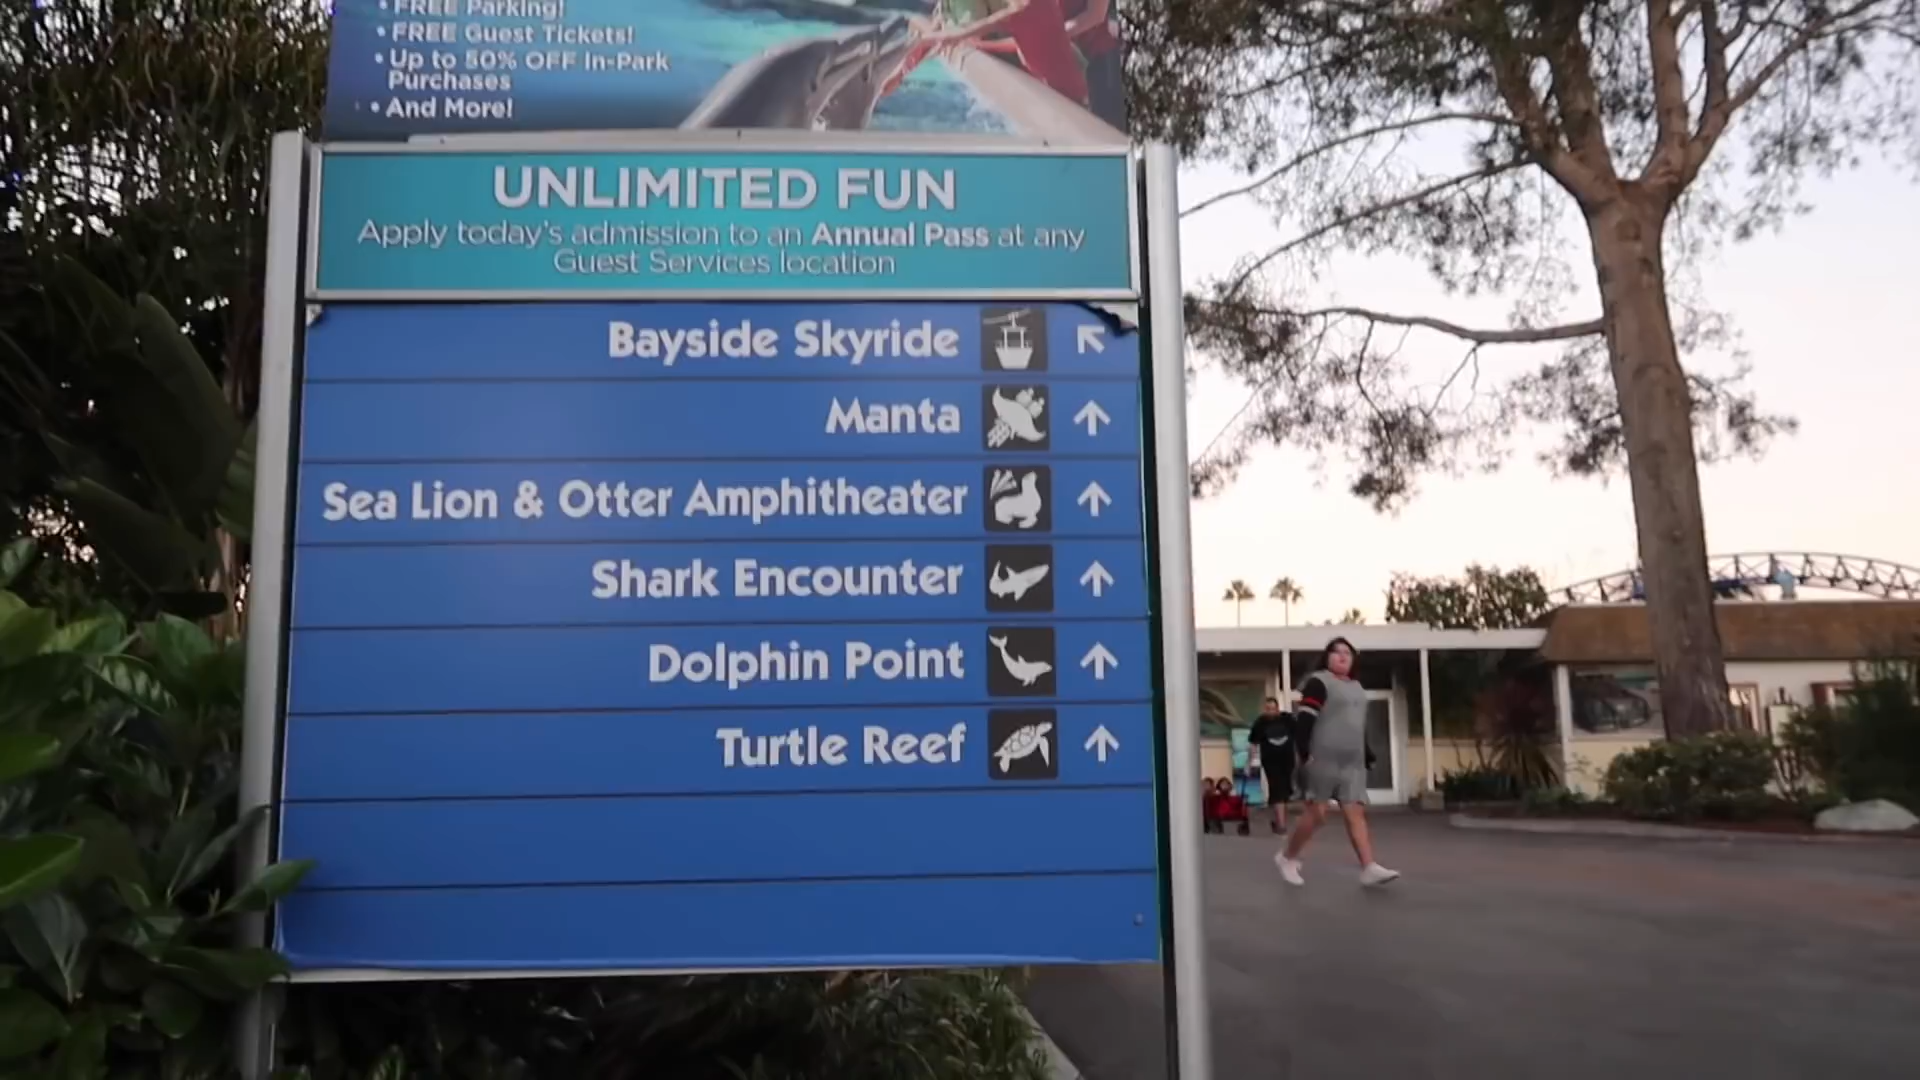 • FREE Parking!
• FREE Guest Tickets!
• Up to 50% OFF In-Park
Purchases
• And More!
UNLIMITED FUN
Apply today's admission to an Annual Pass at any
Guest Services location
Bayside Skyride
Manta
Sea Lion & Otter Amphitheater
Shark Encounter
Dolphin Point
Turtle Reef